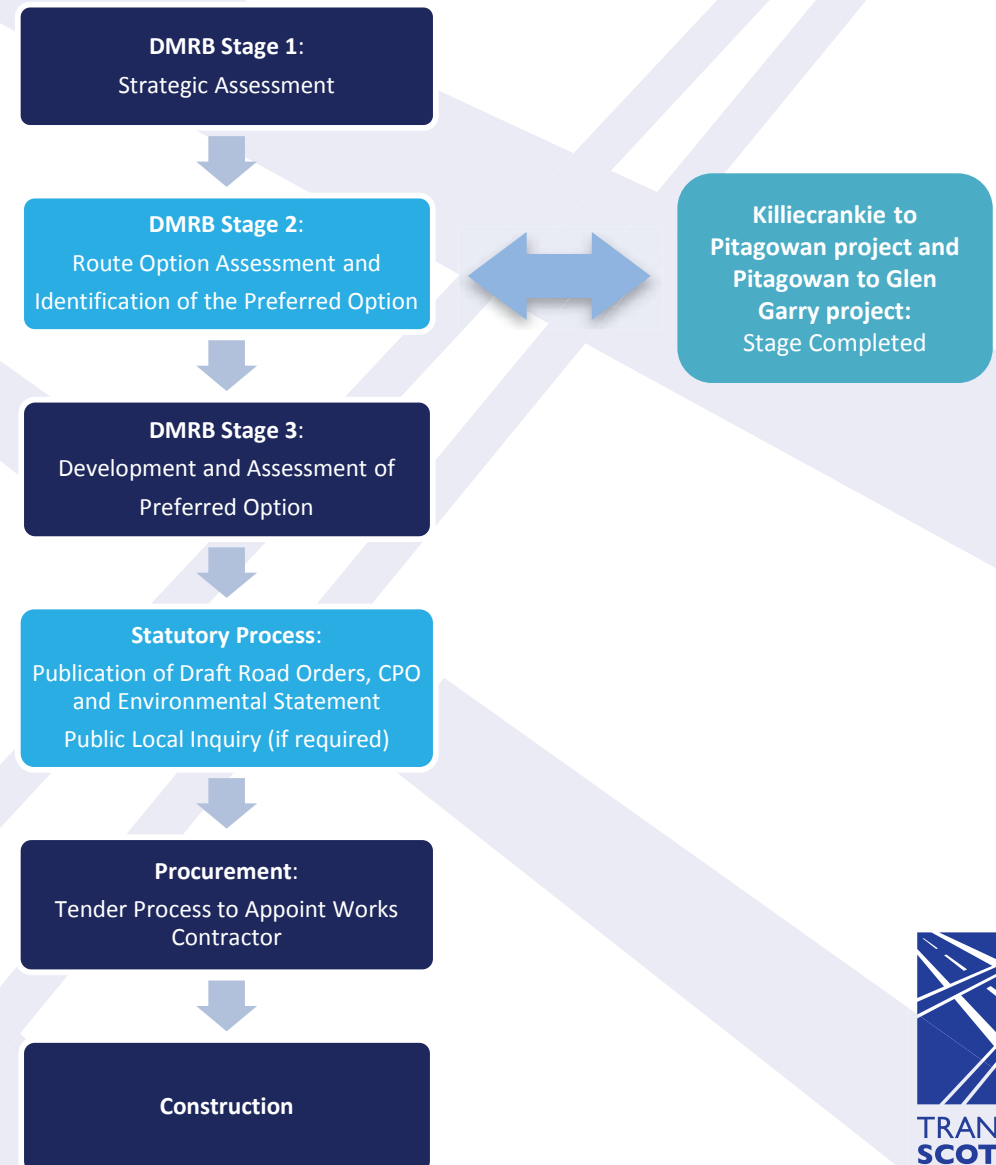 DMRB Stage 1:
Strategic Assessment
DMRB Stage 2:
Route Option Assessment and
Identification of the Preferred Option
Killiecrankie to
Pitagowan project and
Pitagowan to Glen
Garry project:
Stage Completed
DMRB Stage 3:
Development and Assessment of
Preferred Option
Statutory Process:
Publication of Draft Road Orders, CPO
and Environmental Statement
Public Local Inquiry (if required)
Procurement:
Tender Process to Appoint Works
Contractor
Construction
TRAN
SCOT